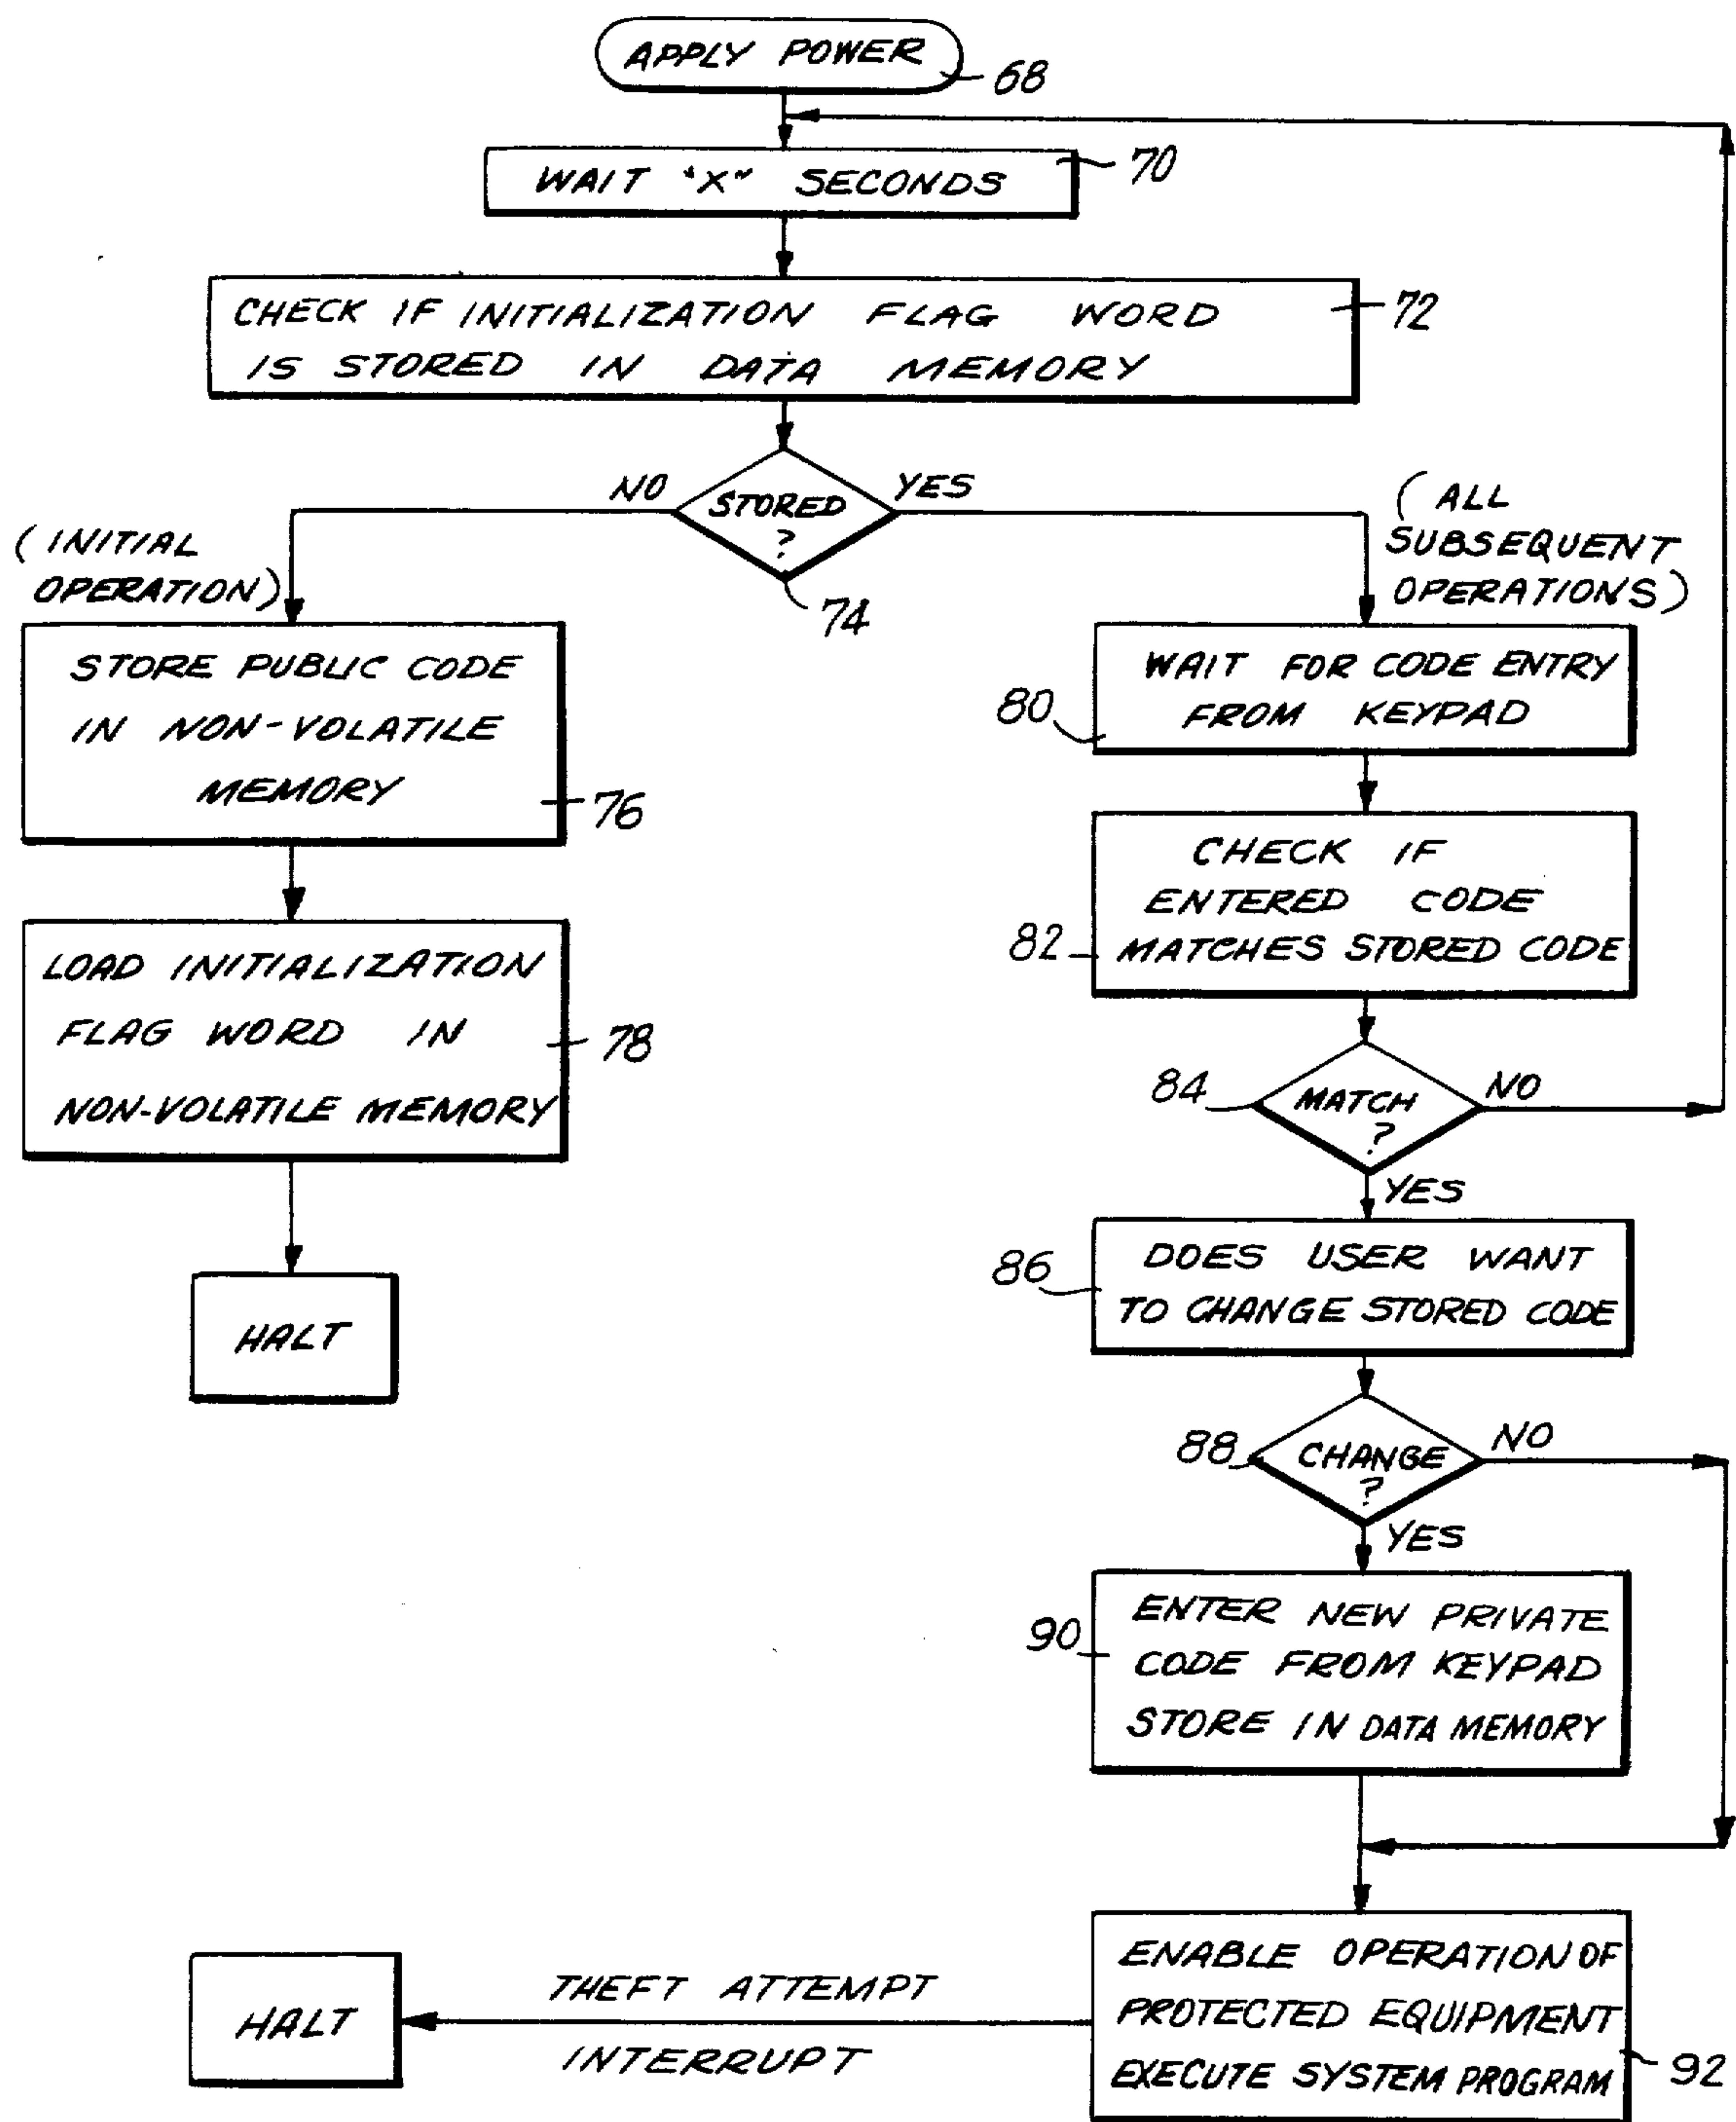 APPLY POWER
68
WAIT "X" SECONDS
70
CHECK IF INITIALIZATION FLAG WORD
IS STORED IN DATA MEMORY
72
NO
STORED
?
YES
74
(INITIAL
OPERATION)
(ALL
SUBSEQUENT
OPERATIONS)
STORE PUBLIC CODE
IN NON-VOLATILE
MEMORY
76
LOAD INITIALIZATION
FLAG WORD IN
NON-VOLATILE MEMORY
78
HALT
WAIT FOR CODE ENTRY
FROM KEYPAD
80
CHECK IF
ENTERED CODE
MATCHES STORED CODE
82
84
MATCH
?
NO
YES
DOES USER WANT
TO CHANGE STORED CODE
86
88
CHANGE
?
NO
YES
ENTER NEW PRIVATE
CODE FROM KEYPAD
STORE IN DATA MEMORY
90
ENABLE OPERATION OF
PROTECTED EQUIPMENT
EXECUTE SYSTEM PROGRAM
92
THEFT ATTEMPT
INTERRUPT
HALT